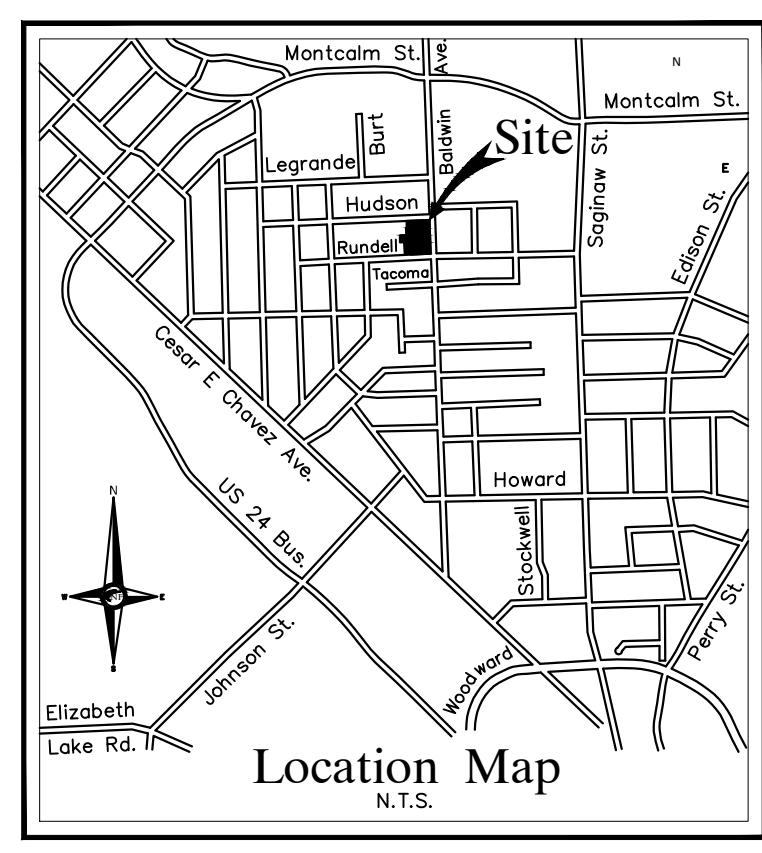 Montcalm St.
Ave.
N
Montcalm St.
Burt
Baldwin
Site
Legrande
Saginaw St.
E
Hudson
Edison St.
Rundell
Tacoma
Cesar E Chavez Ave.
Howard
US 24 Bus.
N
Stockwell
W
E
Perry St.
Johnson St.
S
Woodward
Elizabeth
Lake Rd.
Location Map
N.T.S.